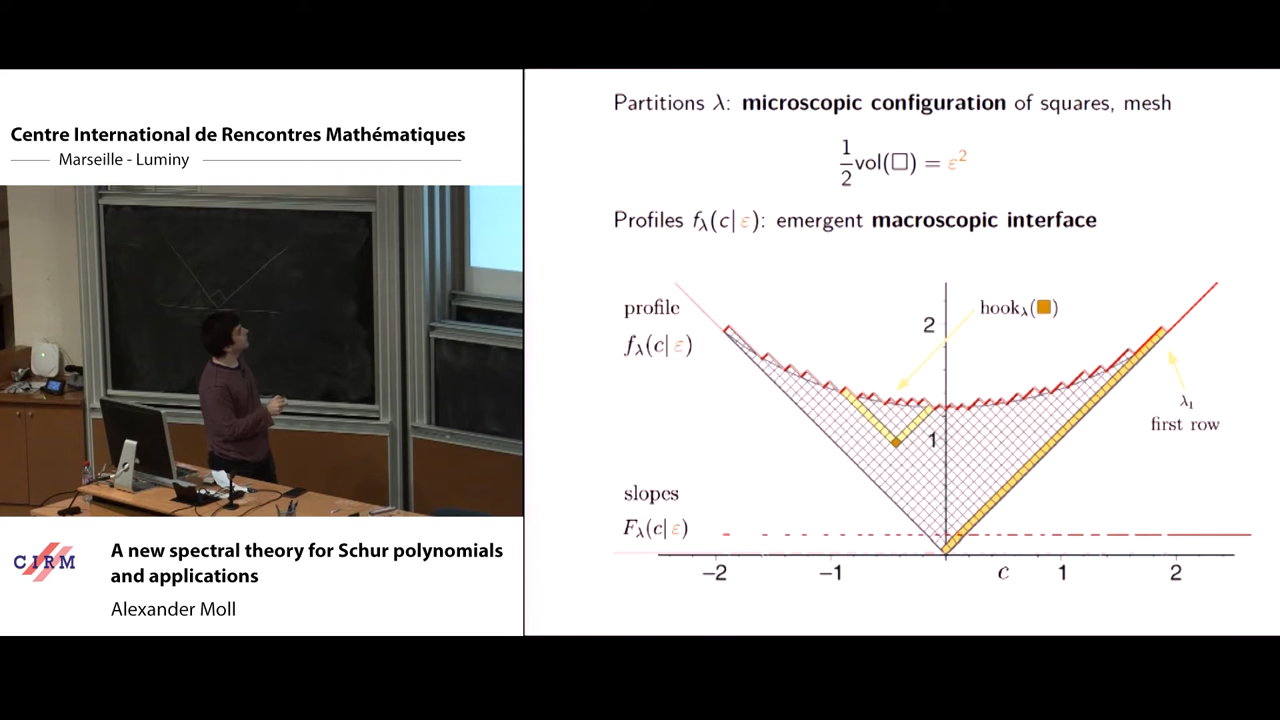 Centre International de Rencontres Mathématiques
Marseille - Luminy
CIRM
A new spectral theory for Schur polynomials
and applications
Alexander Moll
Partitions λ: microscopic configuration of squares, mesh
1/2 vol(□) = ε²
Profiles f_λ(c|ε): emergent macroscopic interface
profile
f_λ(c|ε)
hook_λ(■)
2
1
λ₁
first row
slopes
F_λ(c|ε)
−2 −1 c 1 2